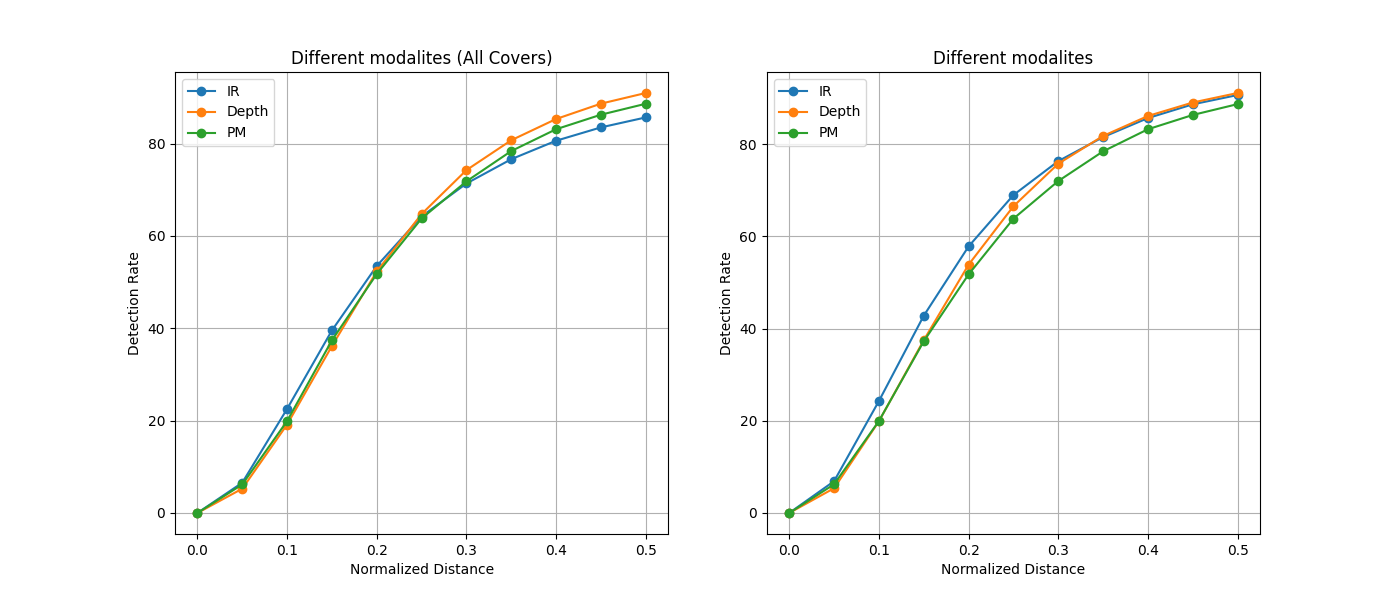 Different modalites (All Covers)
IR
Depth
PM
80
60
40
20
0
Detection Rate
0.0 0.1 0.2 0.3 0.4 0.5
Normalized Distance
Different modalites
IR
Depth
PM
80
60
40
20
0
Detection Rate
0.0 0.1 0.2 0.3 0.4 0.5
Normalized Distance